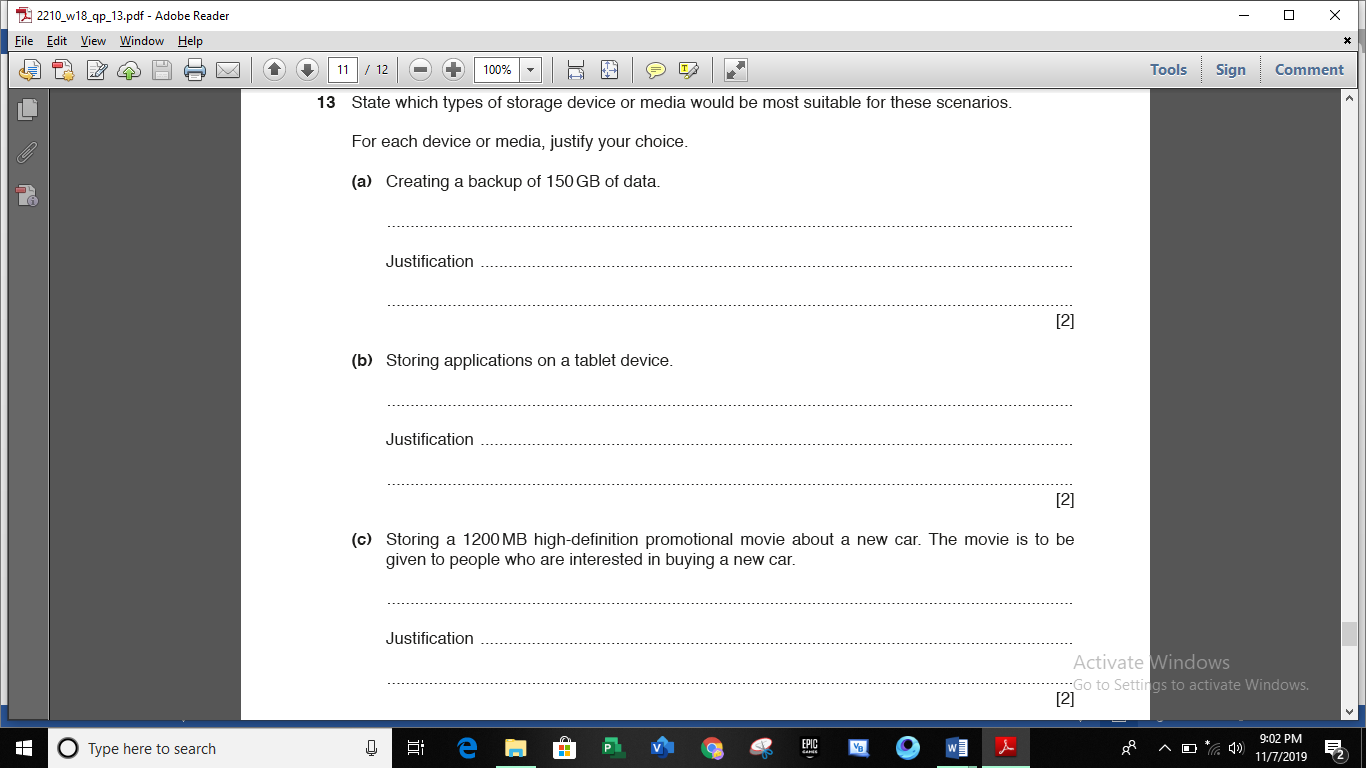 2210_w18_qp_13.pdf - Adobe Reader
File Edit View Window Help
11 / 12 100% Tools Sign Comment
13 State which types of storage device or media would be most suitable for these scenarios.
For each device or media, justify your choice.
(a) Creating a backup of 150 GB of data.
Justification
[2]
(b) Storing applications on a tablet device.
Justification
[2]
(c) Storing a 1200 MB high-definition promotional movie about a new car. The movie is to be
given to people who are interested in buying a new car.
Justification
[2]
Activate Windows
Go to Settings to activate Windows.
Type here to search
EPIC
GAMES
9:02 PM
11/7/2019
2